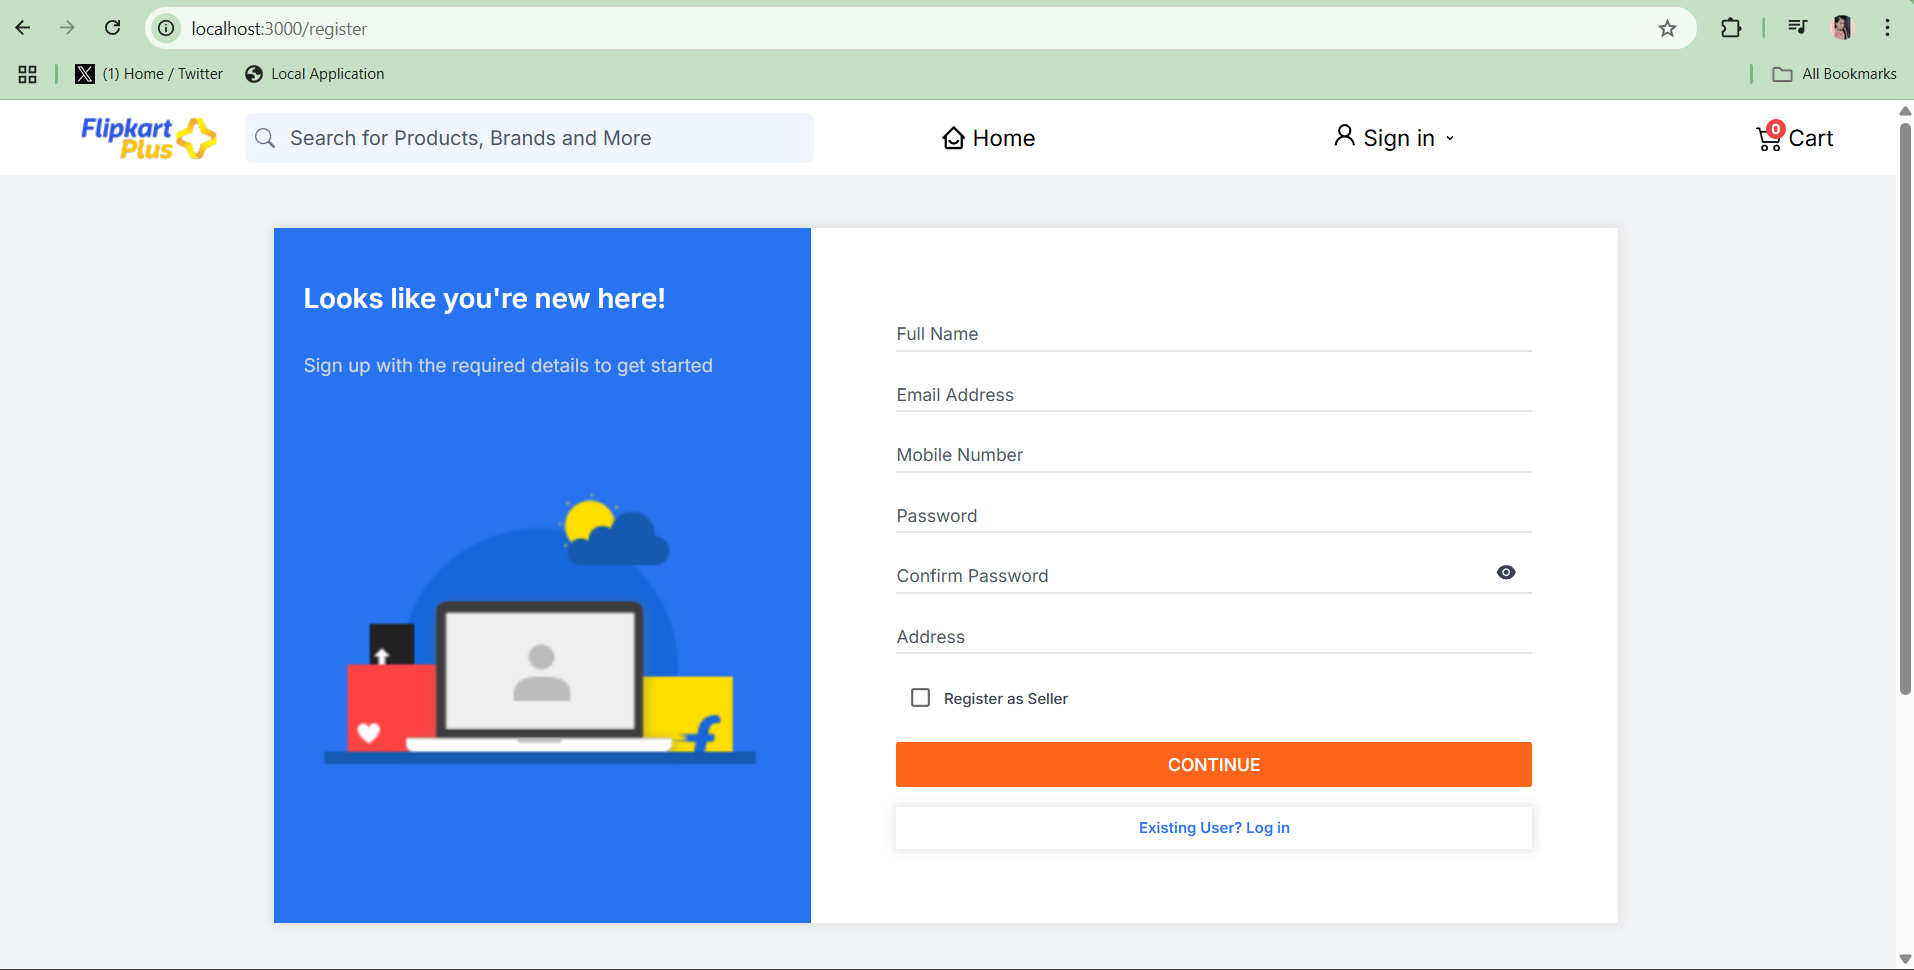 localhost:3000/register
(1) Home / Twitter
Local Application
All Bookmarks
Flipkart
Plus
Search for Products, Brands and More
Home
Sign in
0
Cart
Looks like you're new here!
Sign up with the required details to get started
f
Full Name
Email Address
Mobile Number
Password
Confirm Password
Address
Register as Seller
CONTINUE
Existing User? Log in